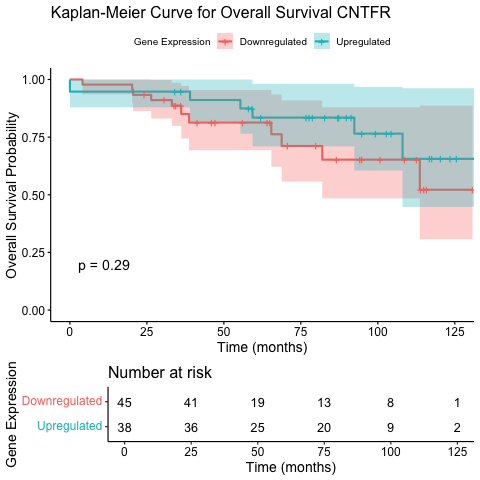 Kaplan-Meier Curve for Overall Survival CNTFR
Gene Expression Downregulated Upregulated
Overall Survival Probability
1.00
0.75
0.50
0.25
0.00
p = 0.29
0 25 50 75 100 125
Time (months)
Number at risk
Gene Expression
Downregulated 45 41 19 13 8 1
Upregulated 38 36 25 20 9 2
0 25 50 75 100 125
Time (months)